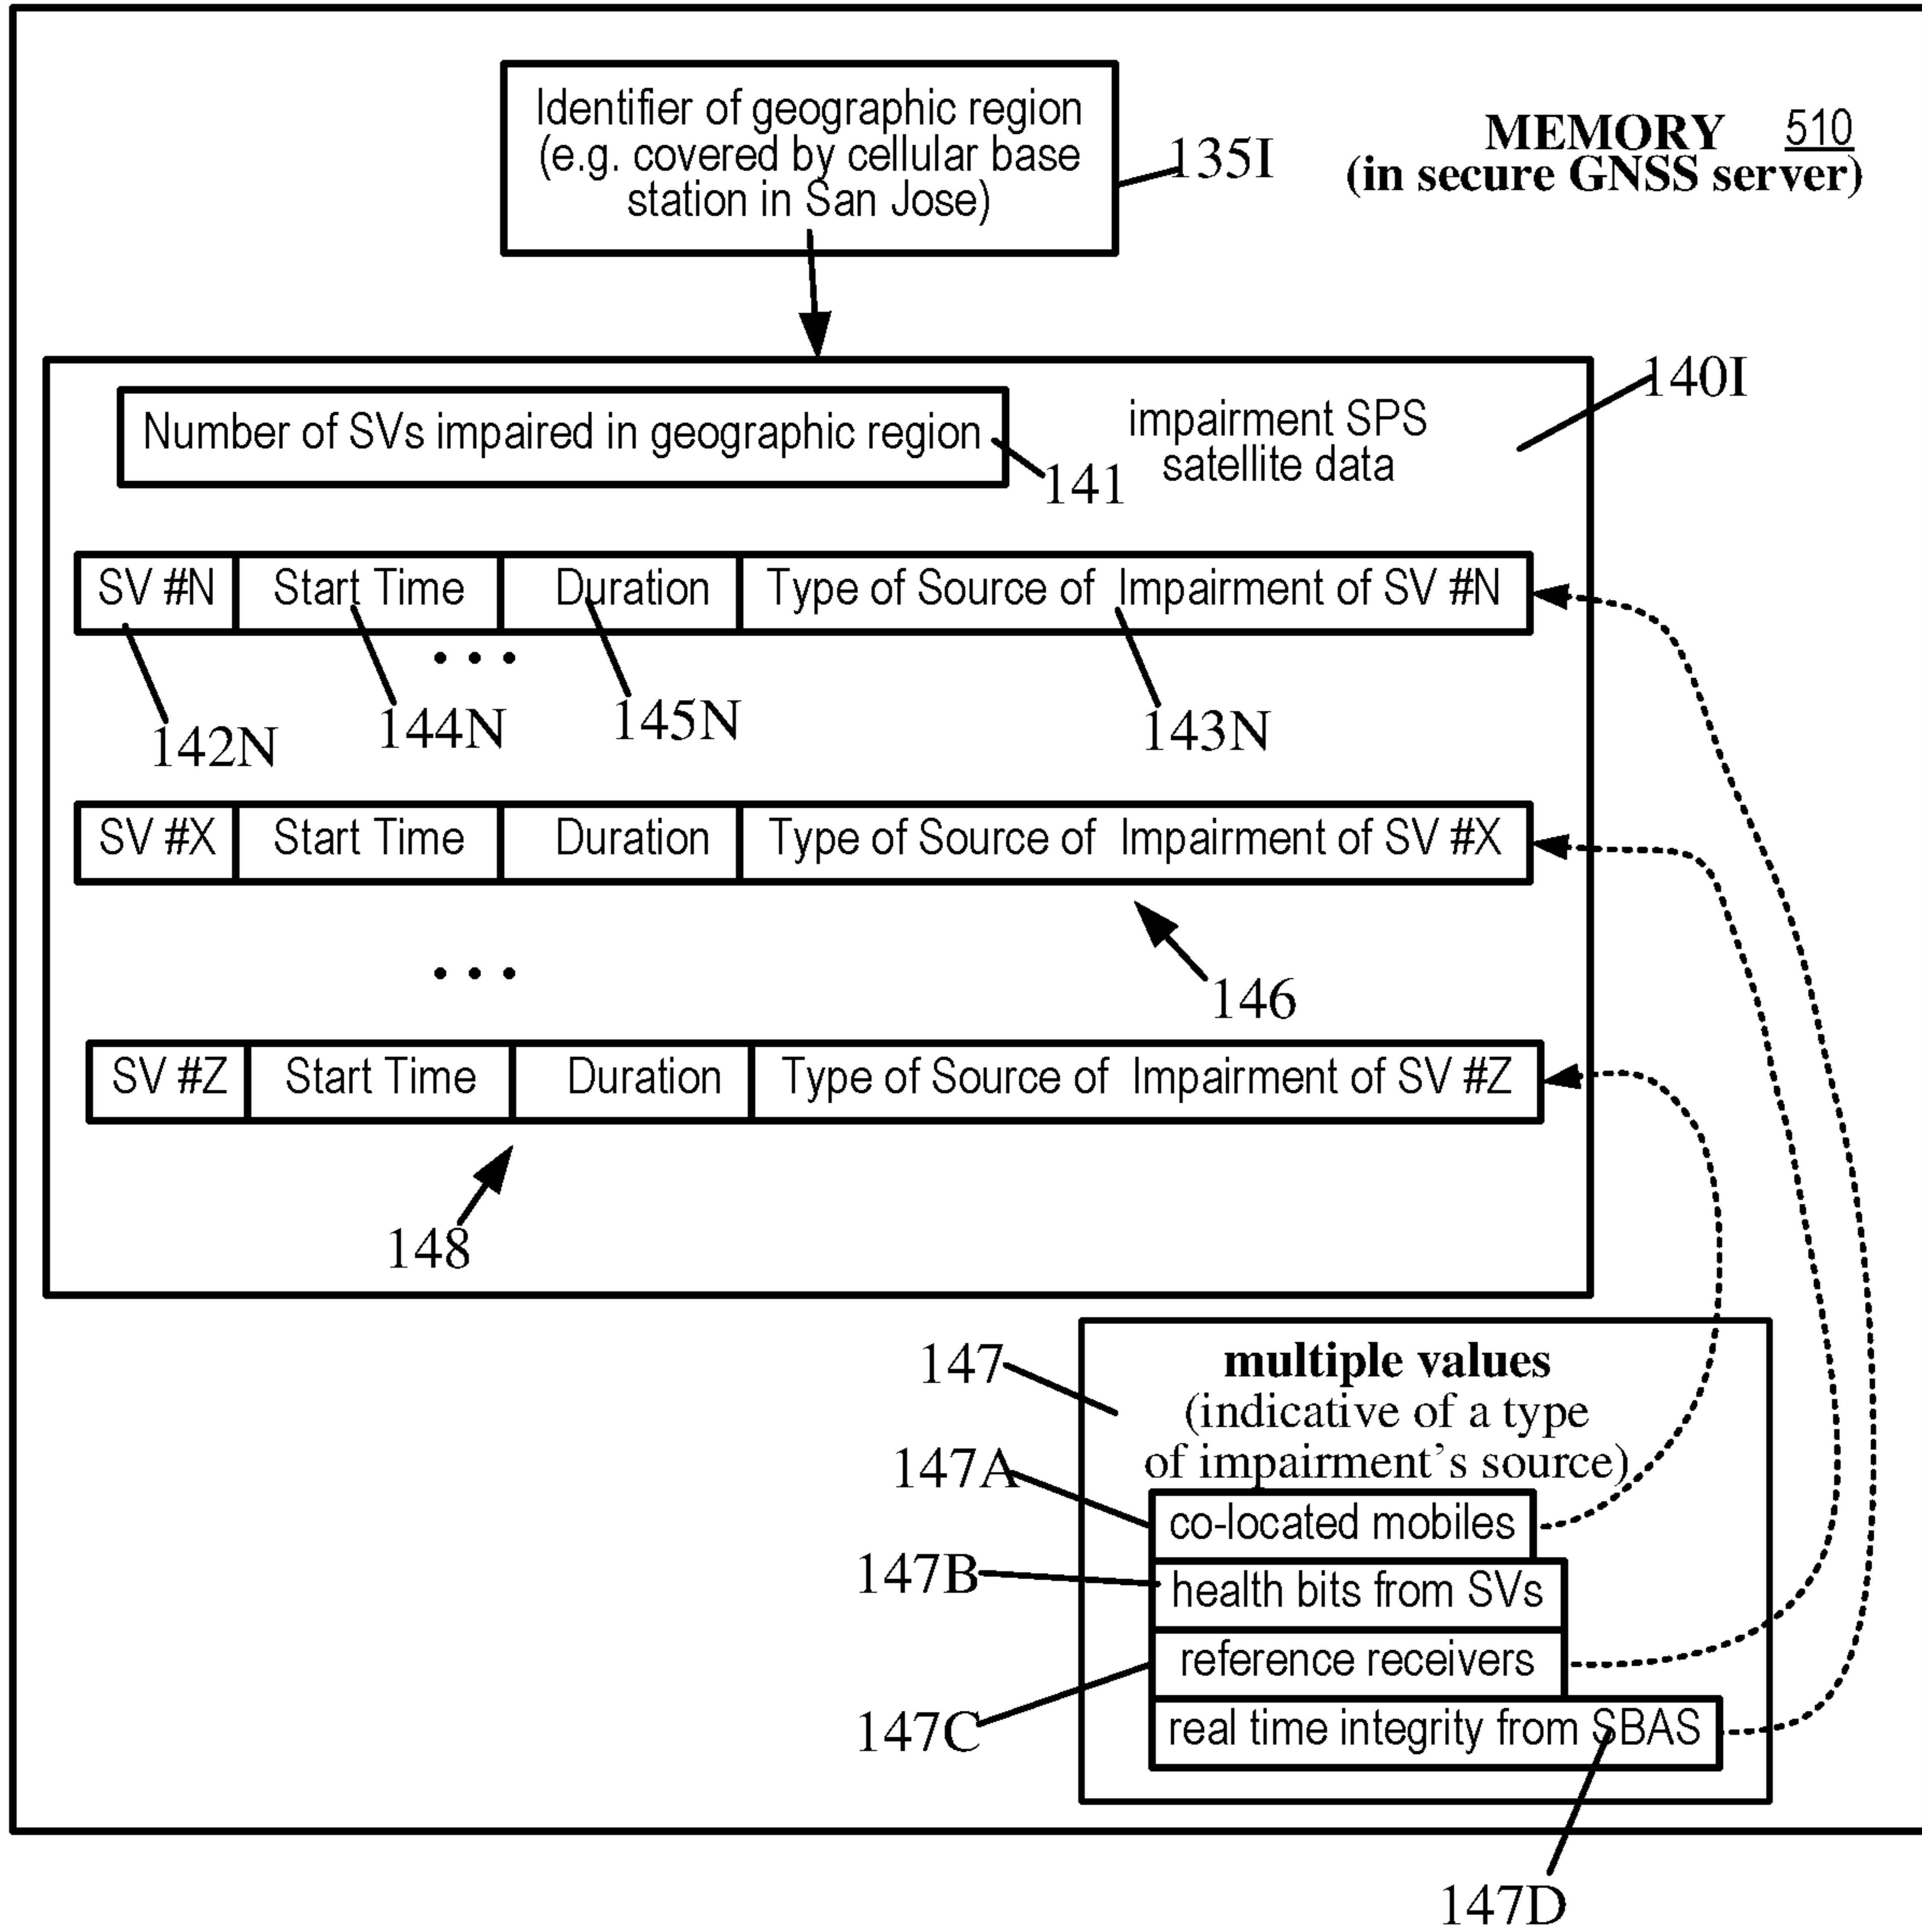 Identifier of geographic region
(e.g. covered by cellular base
station in San Jose)
135I
MEMORY 510
(in secure GNSS server)
140I
Number of SVs impaired in geographic region
141
impairment SPS
satellite data
SV #N Start Time Duration Type of Source of Impairment of SV #N
142N 144N 145N 143N
SV #X Start Time Duration Type of Source of Impairment of SV #X
146
SV #Z Start Time Duration Type of Source of Impairment of SV #Z
148
147
multiple values
(indicative of a type
of impairment's source)
147A
co-located mobiles
147B
health bits from SVs
reference receivers
147C
real time integrity from SBAS
147D